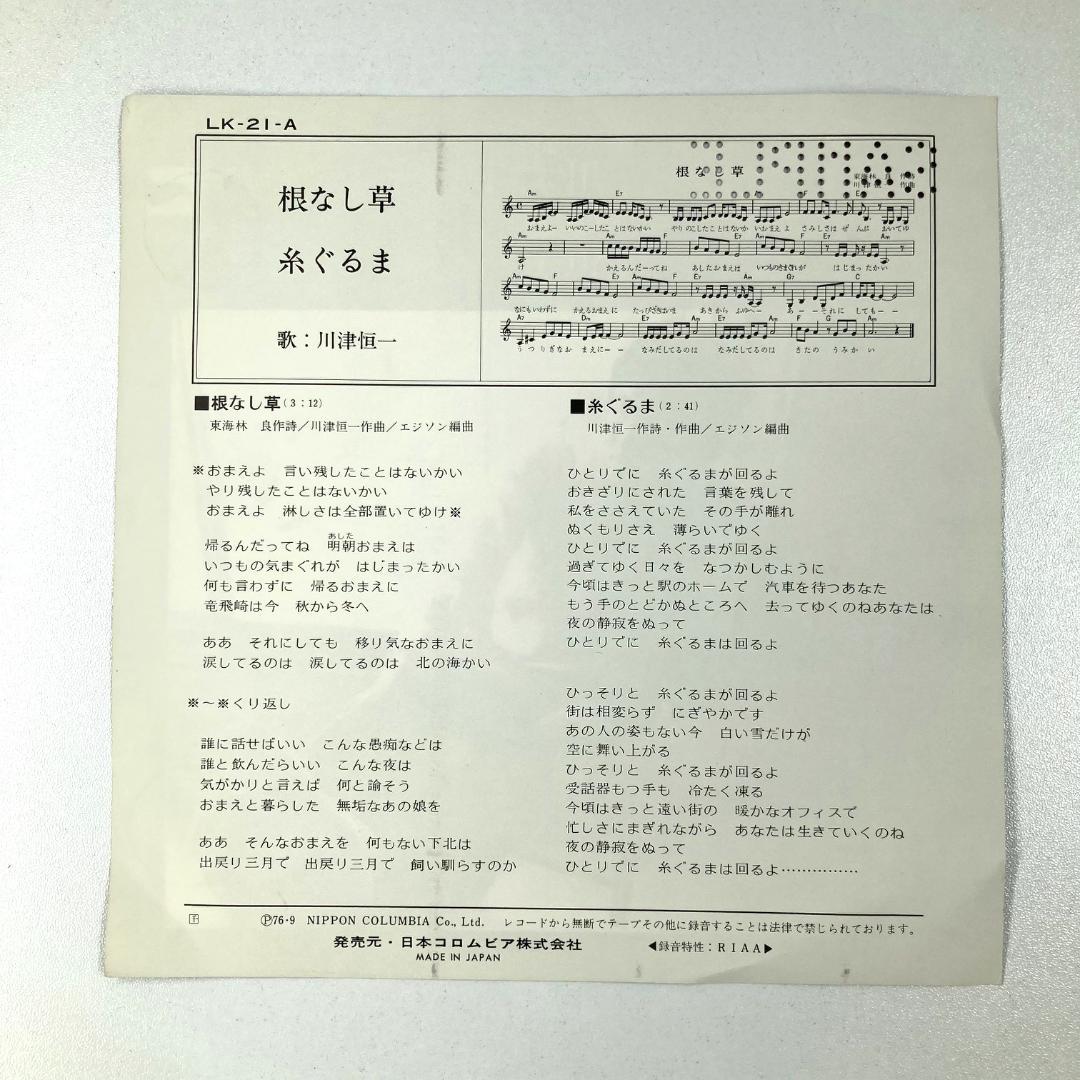 LK-21-A
根なし草
糸ぐるま
歌：川津恒一
根なし草
■根なし草（3：12）
東海林　良作詩／川津恒一作曲／エジソン編曲
※おまえよ　言い残したことはないかい
やり残したことはないかい
おまえよ　淋しさは全部置いてゆけ※
帰るんだってね　明朝おまえは
あした
いつもの気まぐれが　はじまったかい
何も言わずに　帰るおまえに
竜飛崎は今　秋から冬へ
ああ　それにしても　移り気なおまえに
涙してるのは　涙してるのは　北の海かい
※〜※くり返し
誰に話せばいい　こんな愚痴などは
誰と飲んだらいい　こんな夜は
気がかりと言えば　何と諭そう
おまえと暮らした　無垢なあの娘を
ああ　そんなおまえを　何もない下北は
出戻り三月で　出戻り三月で　飼い馴らすのか
■糸ぐるま（2：41）
川津恒一作詩・作曲／エジソン編曲
ひとりでに　糸ぐるまが回るよ
おきざりにされた　言葉を残して
私をささえていた　その手が離れ
ぬくもりさえ　薄らいでゆく
ひとりでに　糸ぐるまが回るよ
過ぎてゆく日々を　なつかしむように
今頃はきっと駅のホームで　汽車を待つあなた
もう手のとどかぬところへ　去ってゆくのねあなたは
夜の静寂をぬって
ひとりでに　糸ぐるまは回るよ
ひっそりと　糸ぐるまが回るよ
街は相変らず　にぎやかです
あの人の姿もない今　白い雪だけが
空に舞い上がる
ひっそりと　糸ぐるまが回るよ
受話器もつ手も　冷たく凍る
今頃はきっと遠い街の　暖かなオフィスで
忙しさにまぎれながら　あなたは生きていくのね
夜の静寂をぬって
ひとりでに　糸ぐるまは回るよ……………
Ⓟ76・9　NIPPON COLUMBIA Co., Ltd.　レコードから無断でテープその他に録音することは法律で禁じられております。
発売元・日本コロムビア株式会社　◀録音特性：RIAA▶
MADE IN JAPAN